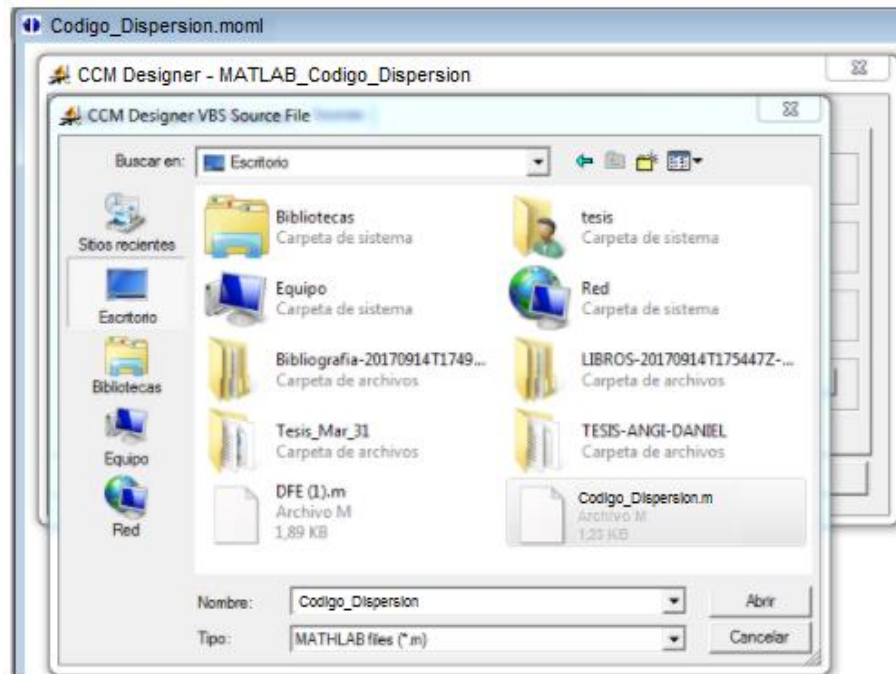 Codigo_Dispersion.moml
CCM Designer - MATLAB_Codigo_Dispersion
CCM Designer VBS Source File
Buscar en:
Escritorio
Sitios recientes
Escritorio
Bibliotecas
Equipo
Red
Bibliotecas
Carpeta de sistema
tesis
Carpeta de sistema
Equipo
Carpeta de sistema
Red
Carpeta de sistema
Bibliografia-20170914T1749...
Carpeta de archivos
LIBROS-20170914T175447Z-...
Carpeta de archivos
Tesis_Mar_31
Carpeta de archivos
TESIS-ANGI-DANIEL
Carpeta de archivos
DFE (1).m
Archivo M
1,89 KB
Codigo_Dispersion.m
Archivo M
1,23 KB
Nombre:
Codigo_Dispersion
Abrir
Tipo:
MATHLAB files (*.m)
Cancelar